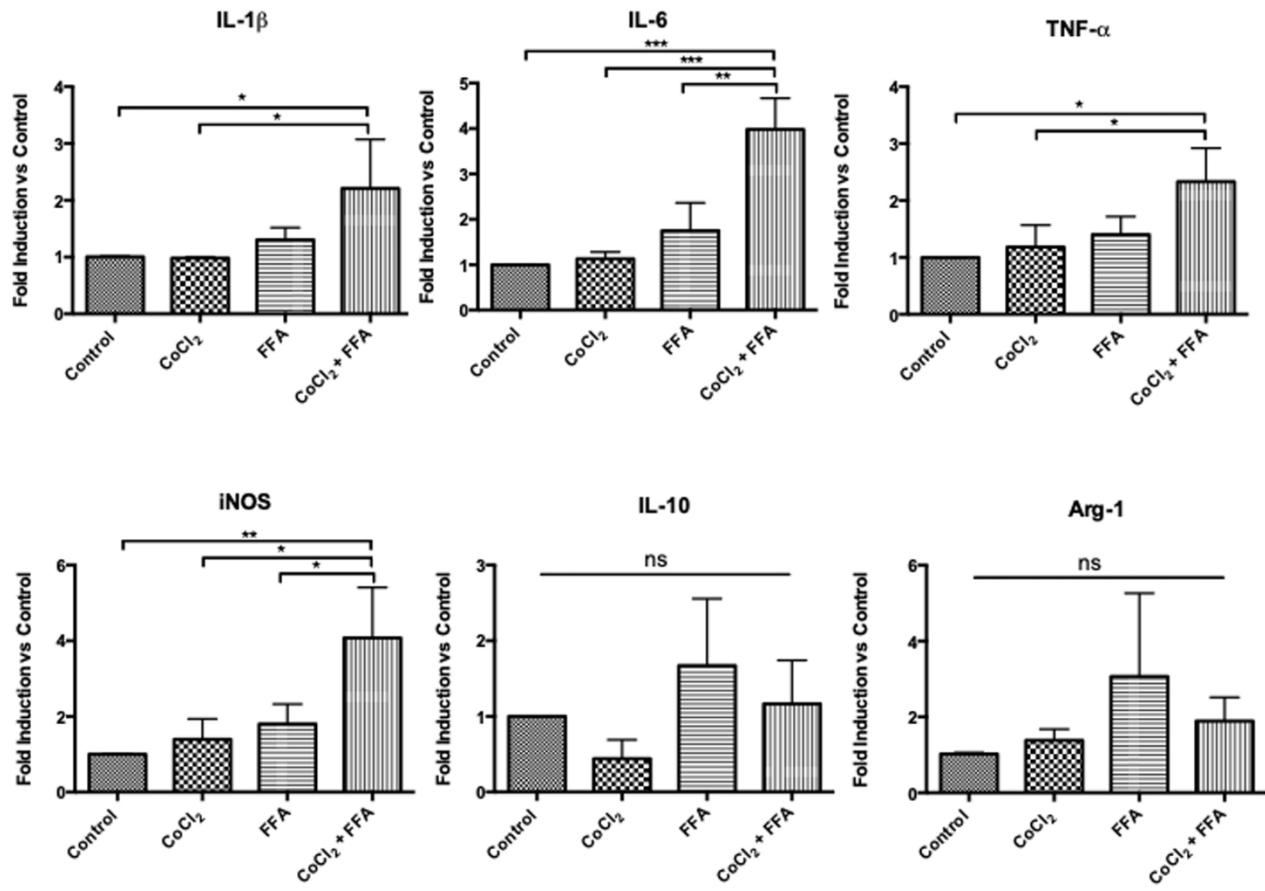 IL-1β
Fold Induction vs Control
4
3
2
1
0
*
*
Control
CoCl₂
FFA
CoCl₂ + FFA
IL-6
Fold Induction vs Control
5
4
3
2
1
0
***
***
**
Control
CoCl₂
FFA
CoCl₂ + FFA
TNF-α
Fold Induction vs Control
4
3
2
1
0
*
*
Control
CoCl₂
FFA
CoCl₂ + FFA
iNOS
Fold Induction vs Control
6
4
2
0
**
*
*
Control
CoCl₂
FFA
CoCl₂ + FFA
IL-10
Fold Induction vs Control
3
2
1
0
ns
Control
CoCl₂
FFA
CoCl₂ + FFA
Arg-1
Fold Induction vs Control
6
4
2
0
ns
Control
CoCl₂
FFA
CoCl₂ + FFA